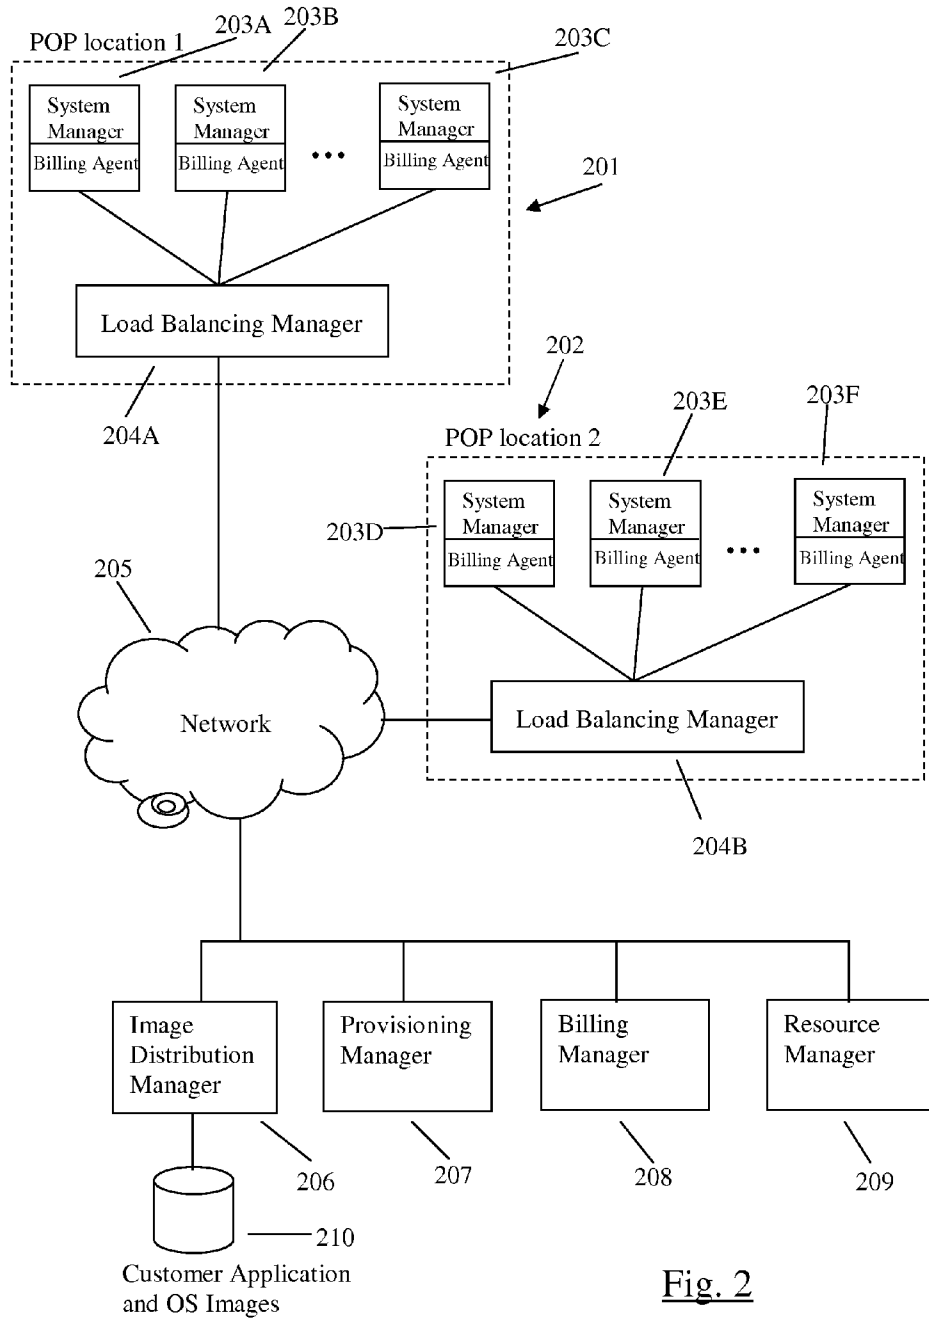 203A
203B
203C
POP location 1
System
Manager
Billing Agent
System
Manager
Billing Agent
System
Manager
Billing Agent
201
Load Balancing Manager
204A
202
203E
203F
POP location 2
203D
System
Manager
Billing Agent
System
Manager
Billing Agent
System
Manager
Billing Agent
205
Network
Load Balancing Manager
204B
Image
Distribution
Manager
Provisioning
Manager
Billing
Manager
Resource
Manager
206
207
208
209
210
Customer Application
and OS Images
Fig. 2